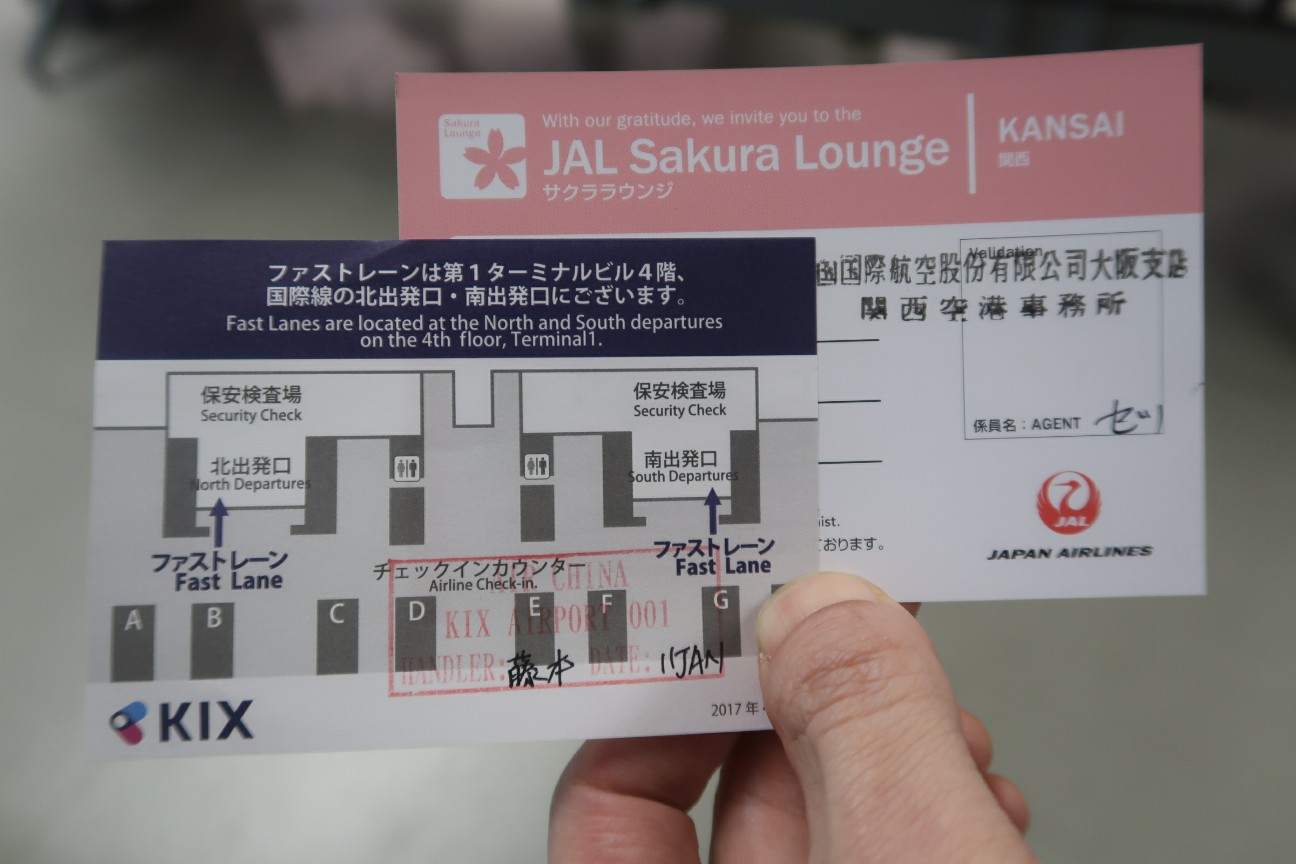 Sakura
Lounge
With our gratitude, we invite you to the
JAL Sakura Lounge
サクララウンジ
KANSAI
関西
Validation
国際航空股份有限公司大阪支店
関西空港事務所
係員名：AGENT
JAL
JAPAN AIRLINES
ist.
ております。
ファストレーンは第1ターミナルビル4階、
国際線の北出発口・南出発口にございます。
Fast Lanes are located at the North and South departures
on the 4th floor, Terminal1.
保安検査場
Security Check
保安検査場
Security Check
北出発口
North Departures
南出発口
South Departures
ファストレーン
Fast Lane
ファストレーン
Fast Lane
チェックインカウンター
Airline Check-in.
A B C D E F G
AIR CHINA
KIX AIRPORT 001
HANDLER: 藤本 DATE: 11JAN
KIX
2017年